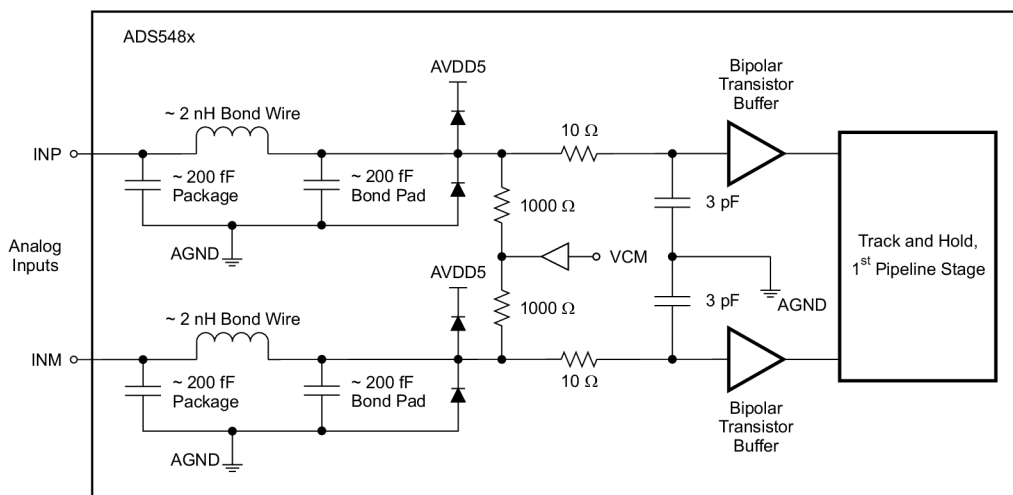 ADS548x
AVDD5
Bipolar
Transistor
Buffer
~ 2 nH Bond Wire
10 Ω
INP
~ 200 fF
Package
~ 200 fF
Bond Pad
1000 Ω
3 pF
AGND
VCM
Analog
Inputs
Track and Hold,
1st Pipeline Stage
AVDD5
1000 Ω
3 pF
AGND
~ 2 nH Bond Wire
INM
10 Ω
~ 200 fF
Package
~ 200 fF
Bond Pad
Bipolar
Transistor
Buffer
AGND